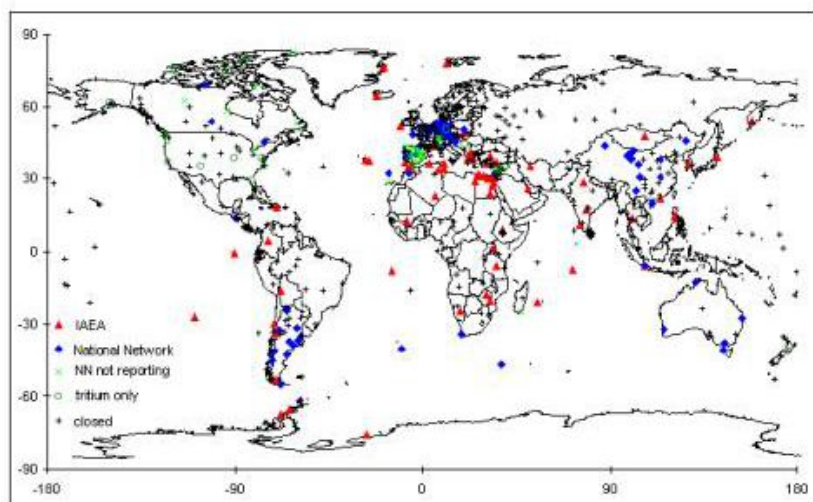 90
60
30
0
-30
-60
-90
IAEA
National Network
NN not reporting
tritium only
closed
-180
-90
0
90
180